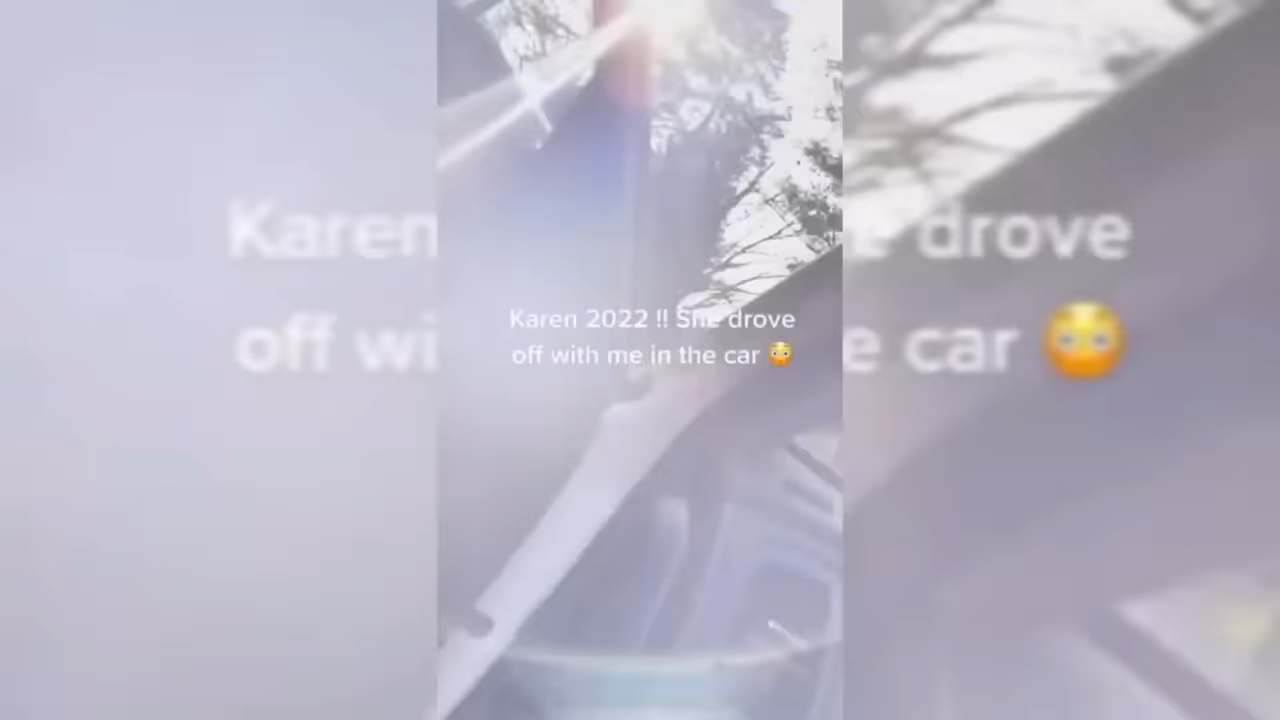 Karen 2022 !! She drove
off with me in the car 😳